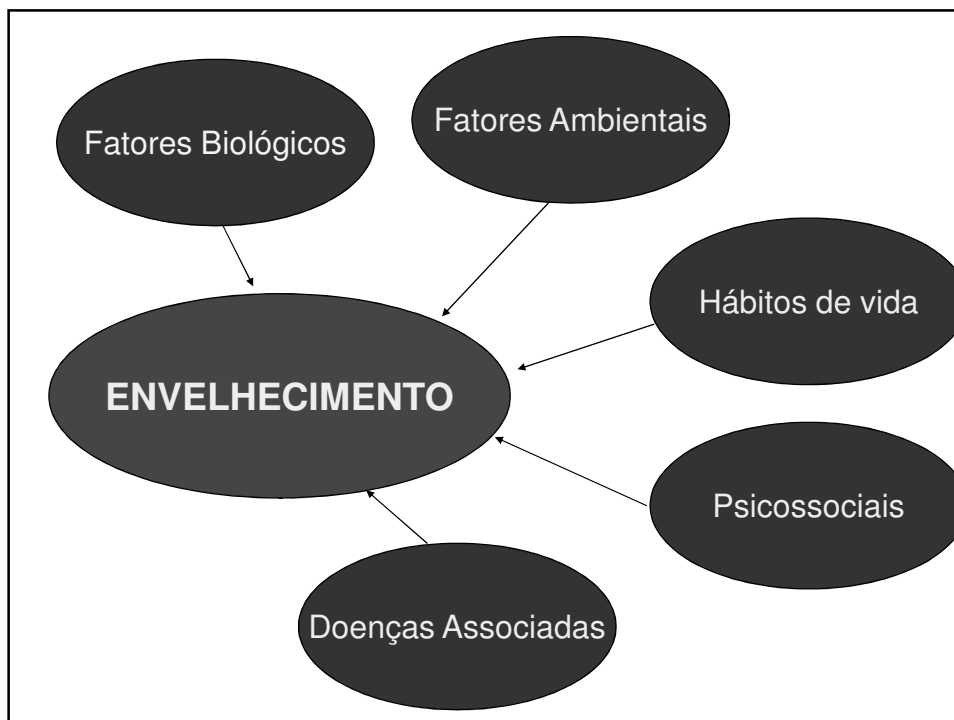 Fatores Biológicos
Fatores Ambientais
Hábitos de vida
ENVELHECIMENTO
Psicossociais
Doenças Associadas